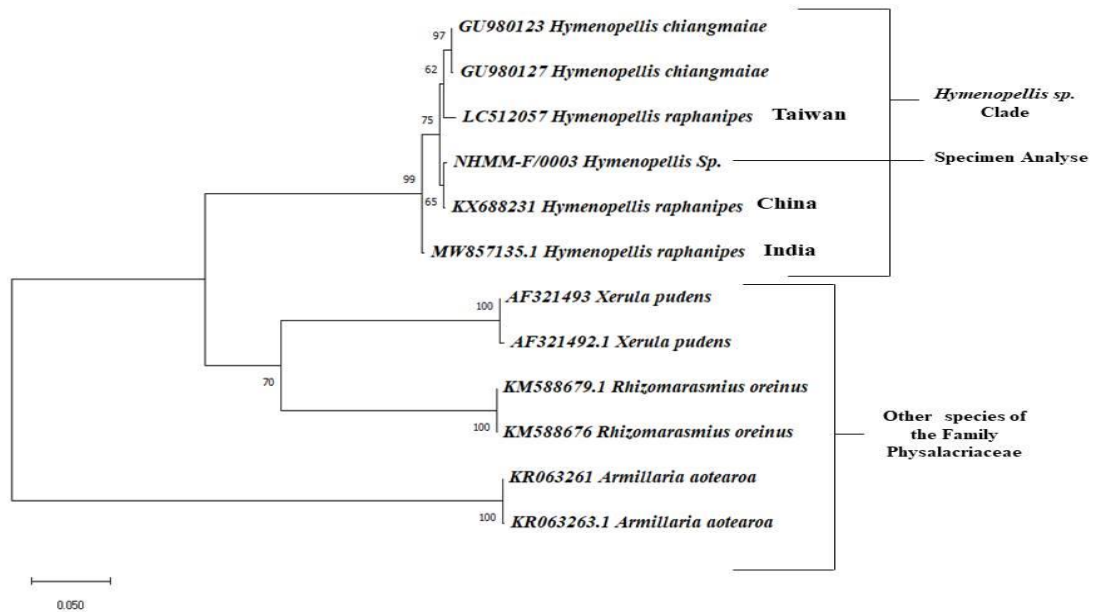 97
GU980123 Hymenopellis chiangmaiae
62
GU980127 Hymenopellis chiangmaiae
Hymenopellis sp.
Clade
75
LC512057 Hymenopellis raphanipes Taiwan
NHMM-F/0003 Hymenopellis Sp.
Specimen Analyse
99
65
KX688231 Hymenopellis raphanipes China
MW857135.1 Hymenopellis raphanipes India
100
AF321493 Xerula pudens
AF321492.1 Xerula pudens
70
KM588679.1 Rhizomarasmius oreinus
100
KM588676 Rhizomarasmius oreinus
Other species of
the Family
Physalacriaceae
KR063261 Armillaria aotearoa
100
KR063263.1 Armillaria aotearoa
0.050